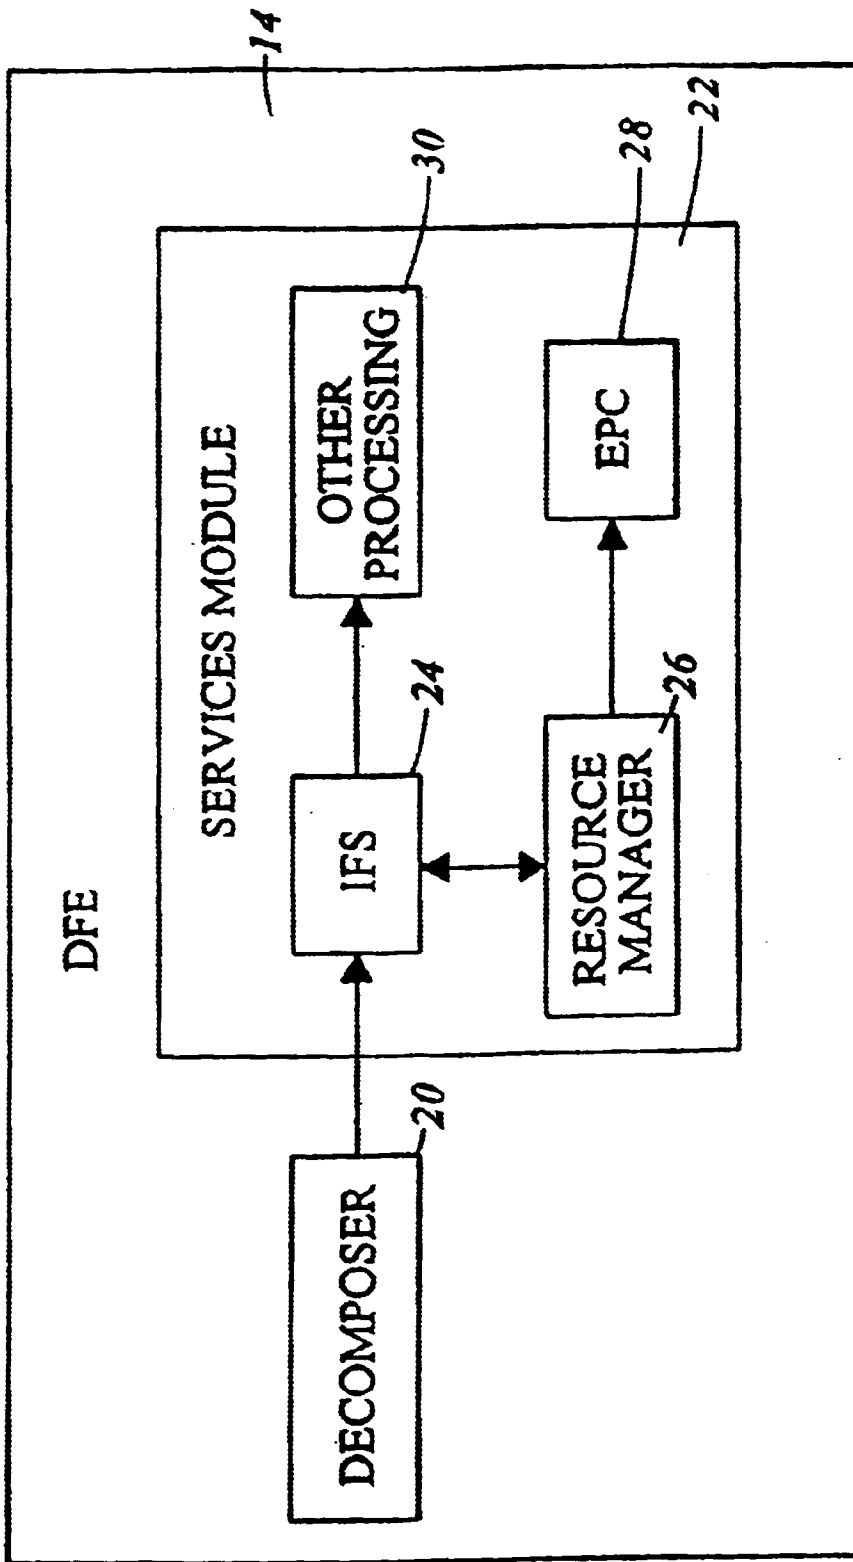 DFE
14
SERVICES MODULE
DECOMPOSER
20
IFS
24
OTHER
PROCESSING
30
RESOURCE
MANAGER
26
EPC
28
22